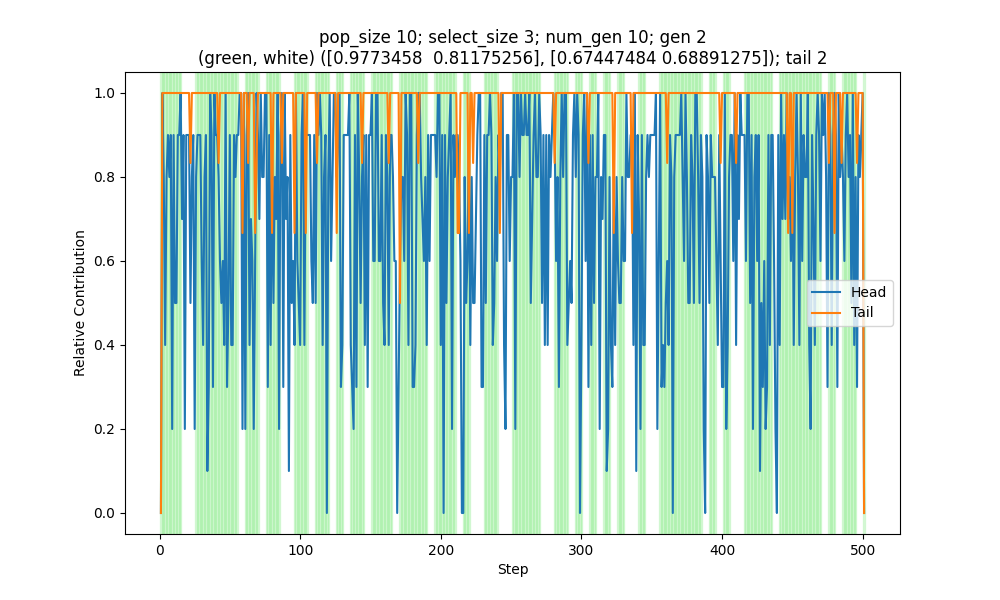 pop_size 10; select_size 3; num_gen 10; gen 2
(green, white) ([0.9773458  0.81175256], [0.67447484 0.68891275]); tail 2
Relative Contribution
1.0
0.8
0.6
0.4
0.2
0.0
Head
Tail
0
100
200
300
400
500
Step